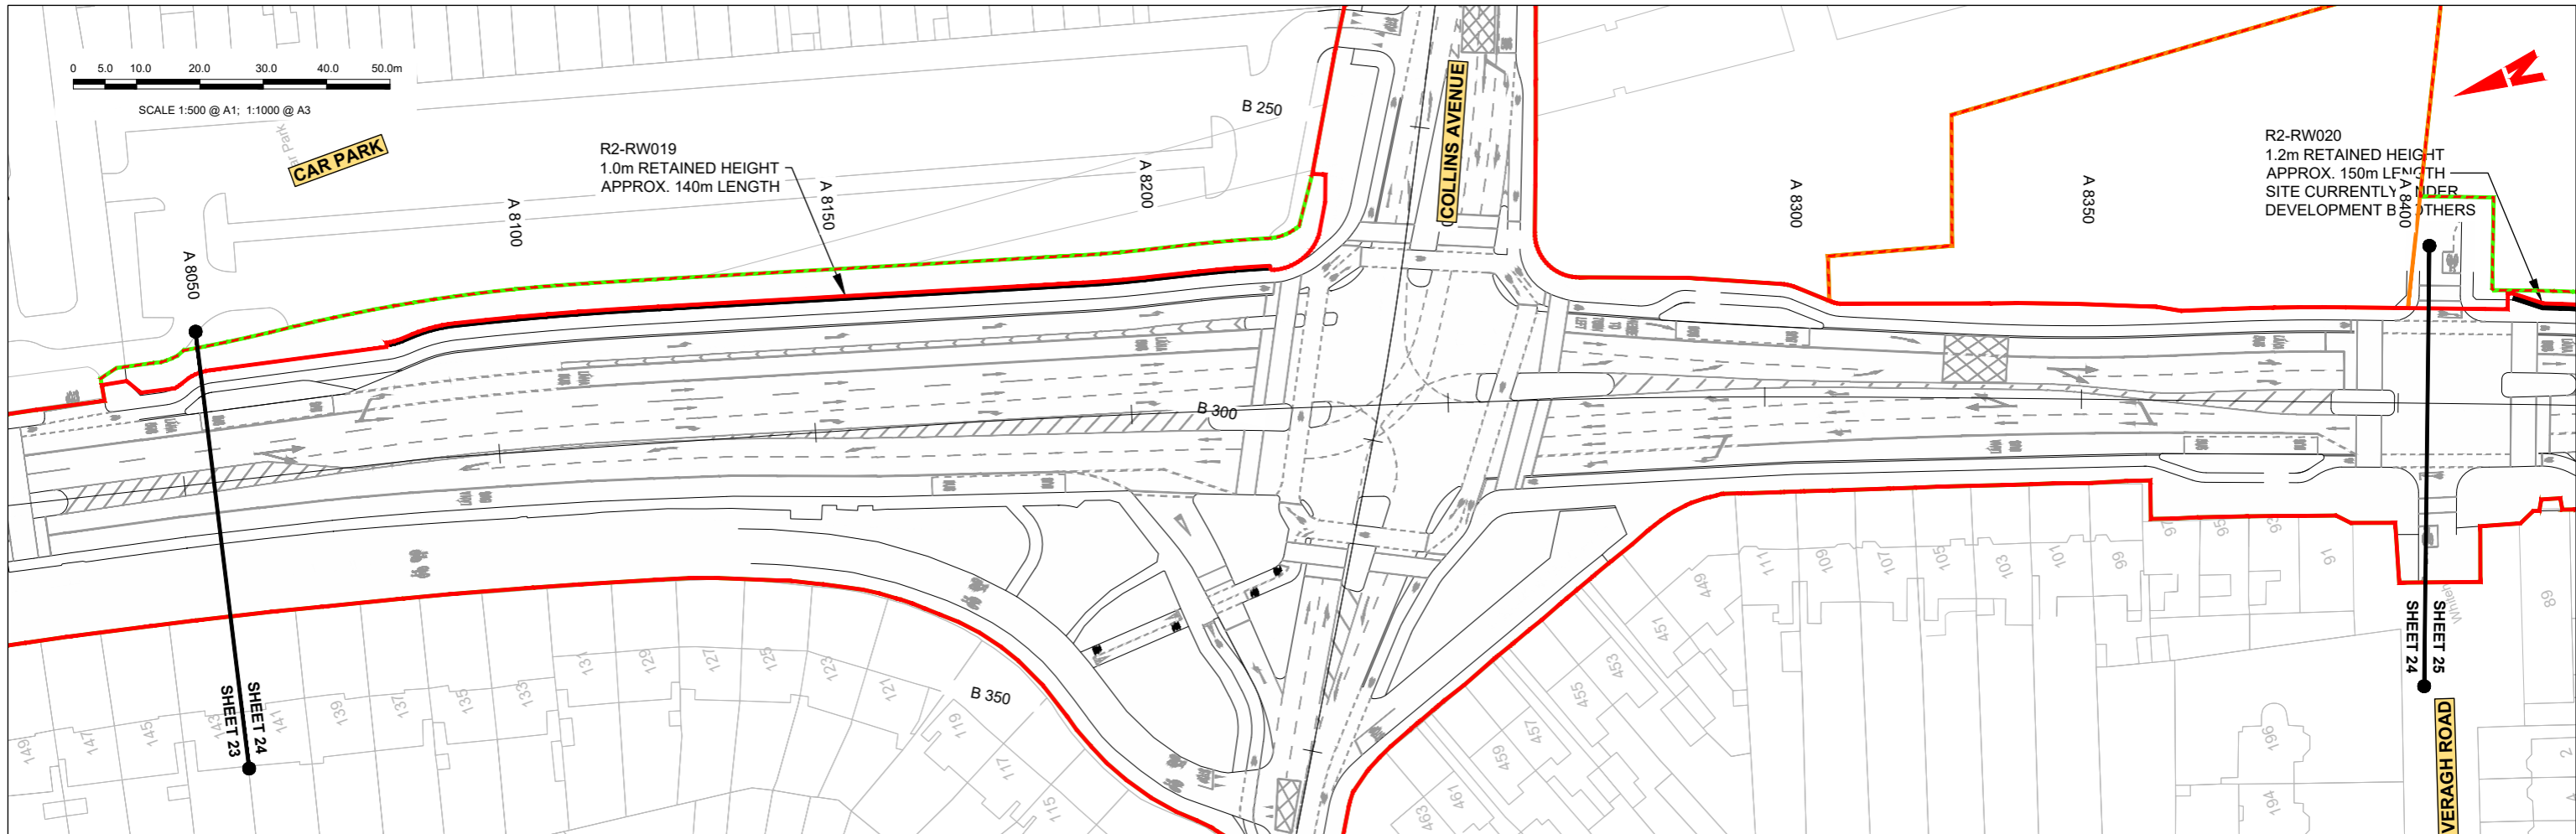 0 5.0 10.0 20.0 30.0 40.0 50.0m
SCALE 1:500 @ A1; 1:1000 @ A3
CAR PARK
R2-RW019
1.0m RETAINED HEIGHT
APPROX. 140m LENGTH
B 250
COLLINS AVENUE
R2-RW020
1.2m RETAINED HEIGHT
APPROX. 150m LENGTH
SITE CURRENTLY UNDER
DEVELOPMENT BY OTHERS
N
A 8050
A 8100
A 8150
A 8200
A 8300
A 8350
A 8400
B 300
B 350
SHEET 24
SHEET 23
SHEET 25
SHEET 24
VERAGH ROAD
149
147
145
143
141
139
137
135
133
131
129
127
125
123
121
119
117
115
449
451
453
455
457
459
461
463
111
109
107
105
103
101
99
97
95
93
91
89
196
194
2